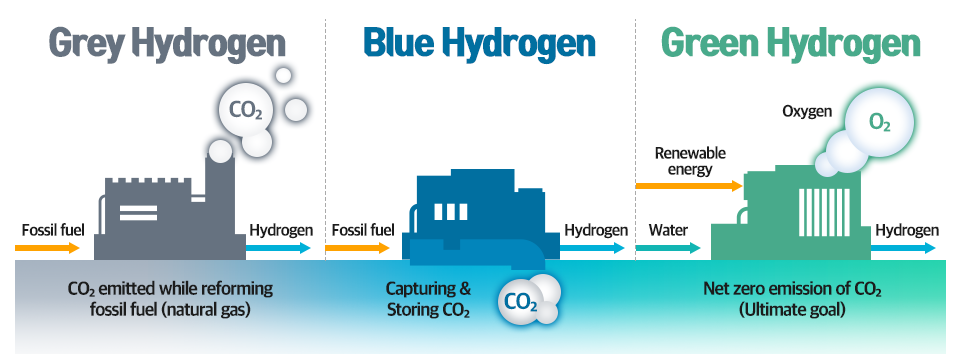 Grey Hydrogen
CO₂
Fossil fuel
Hydrogen
CO₂ emitted while reforming
fossil fuel (natural gas)
Blue Hydrogen
Fossil fuel
Hydrogen
Capturing &
Storing CO₂
CO₂
Green Hydrogen
Oxygen
O₂
Renewable
energy
Water
Hydrogen
Net zero emission of CO₂
(Ultimate goal)